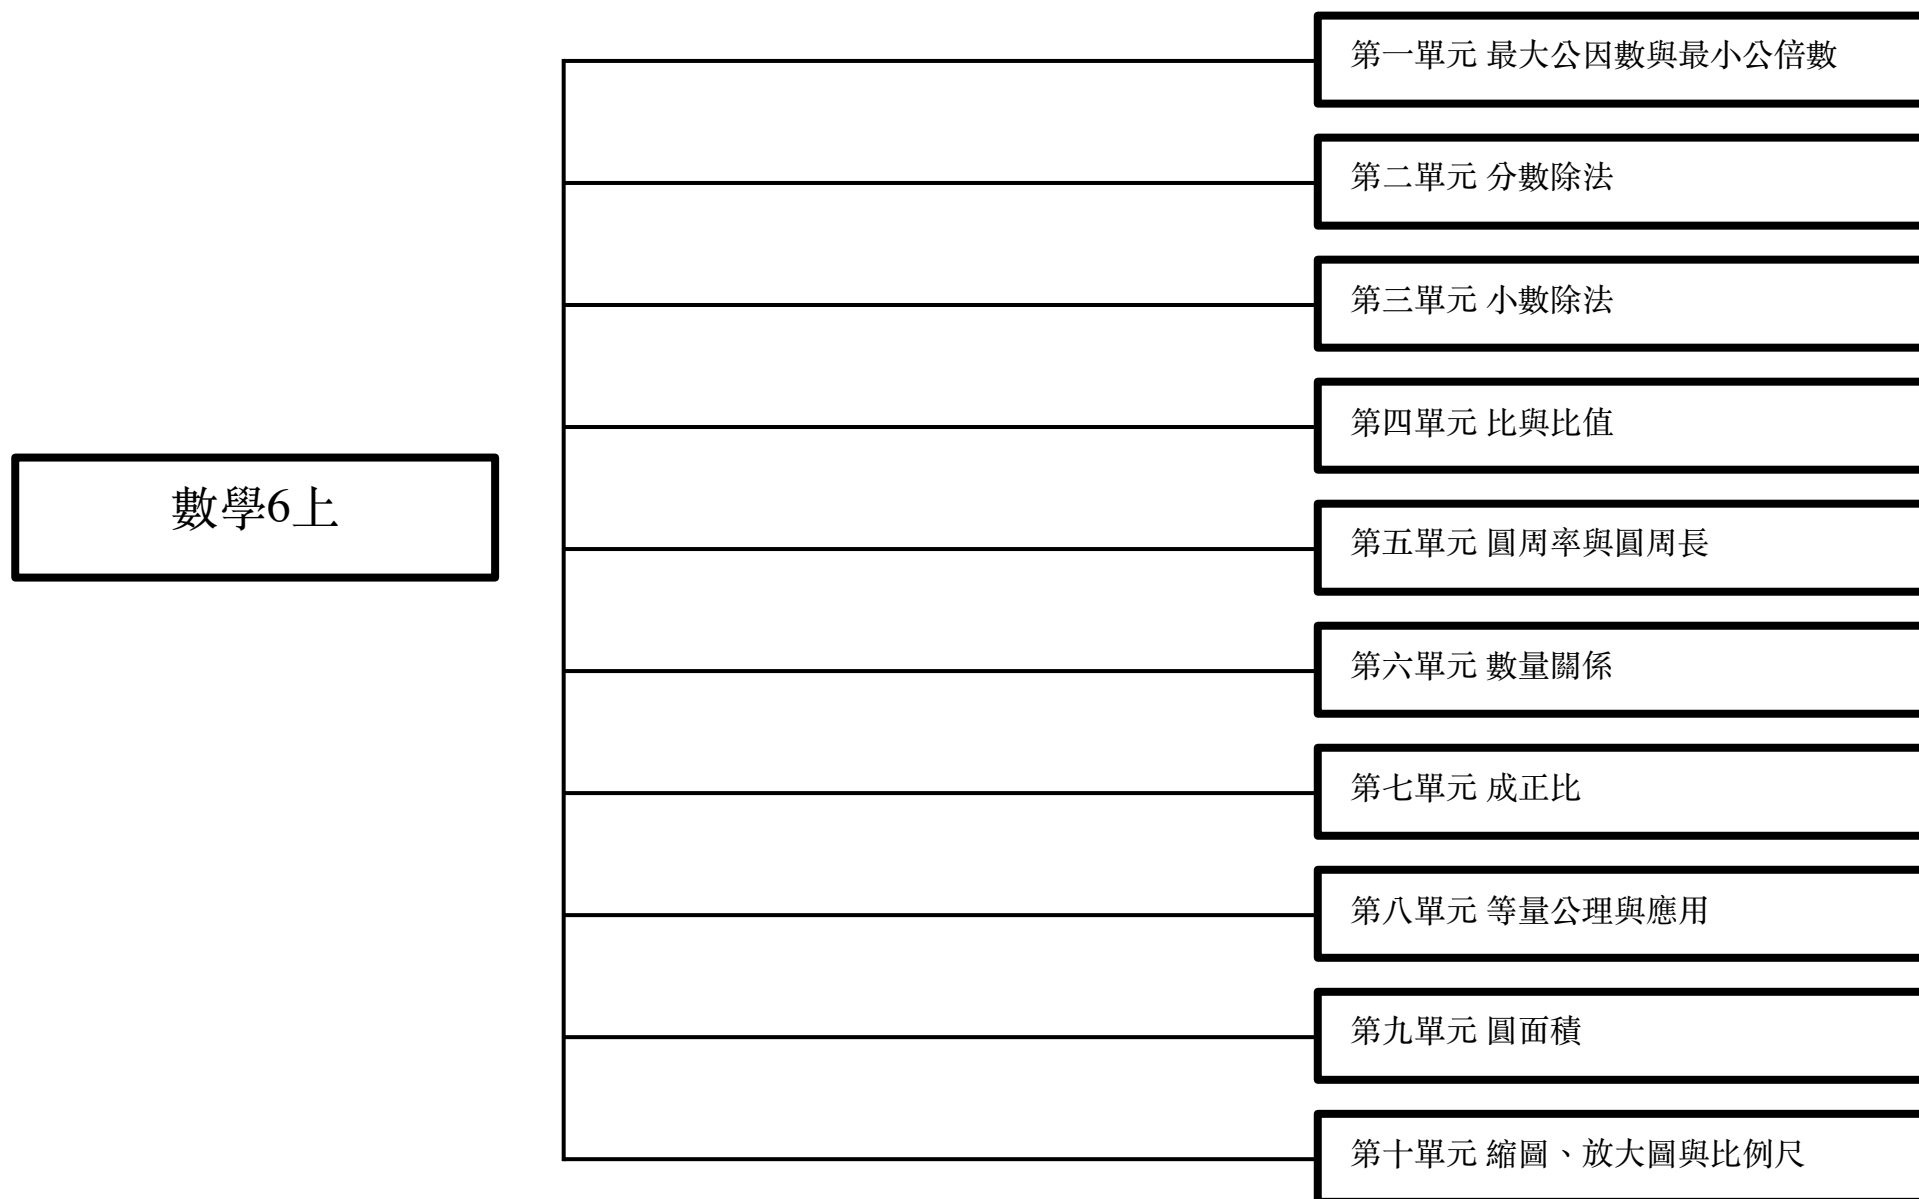 數學6上
第一單元 最大公因數與最小公倍數
第二單元 分數除法
第三單元 小數除法
第四單元 比與比值
第五單元 圓周率與圓周長
第六單元 數量關係
第七單元 成正比
第八單元 等量公理與應用
第九單元 圓面積
第十單元 縮圖、放大圖與比例尺